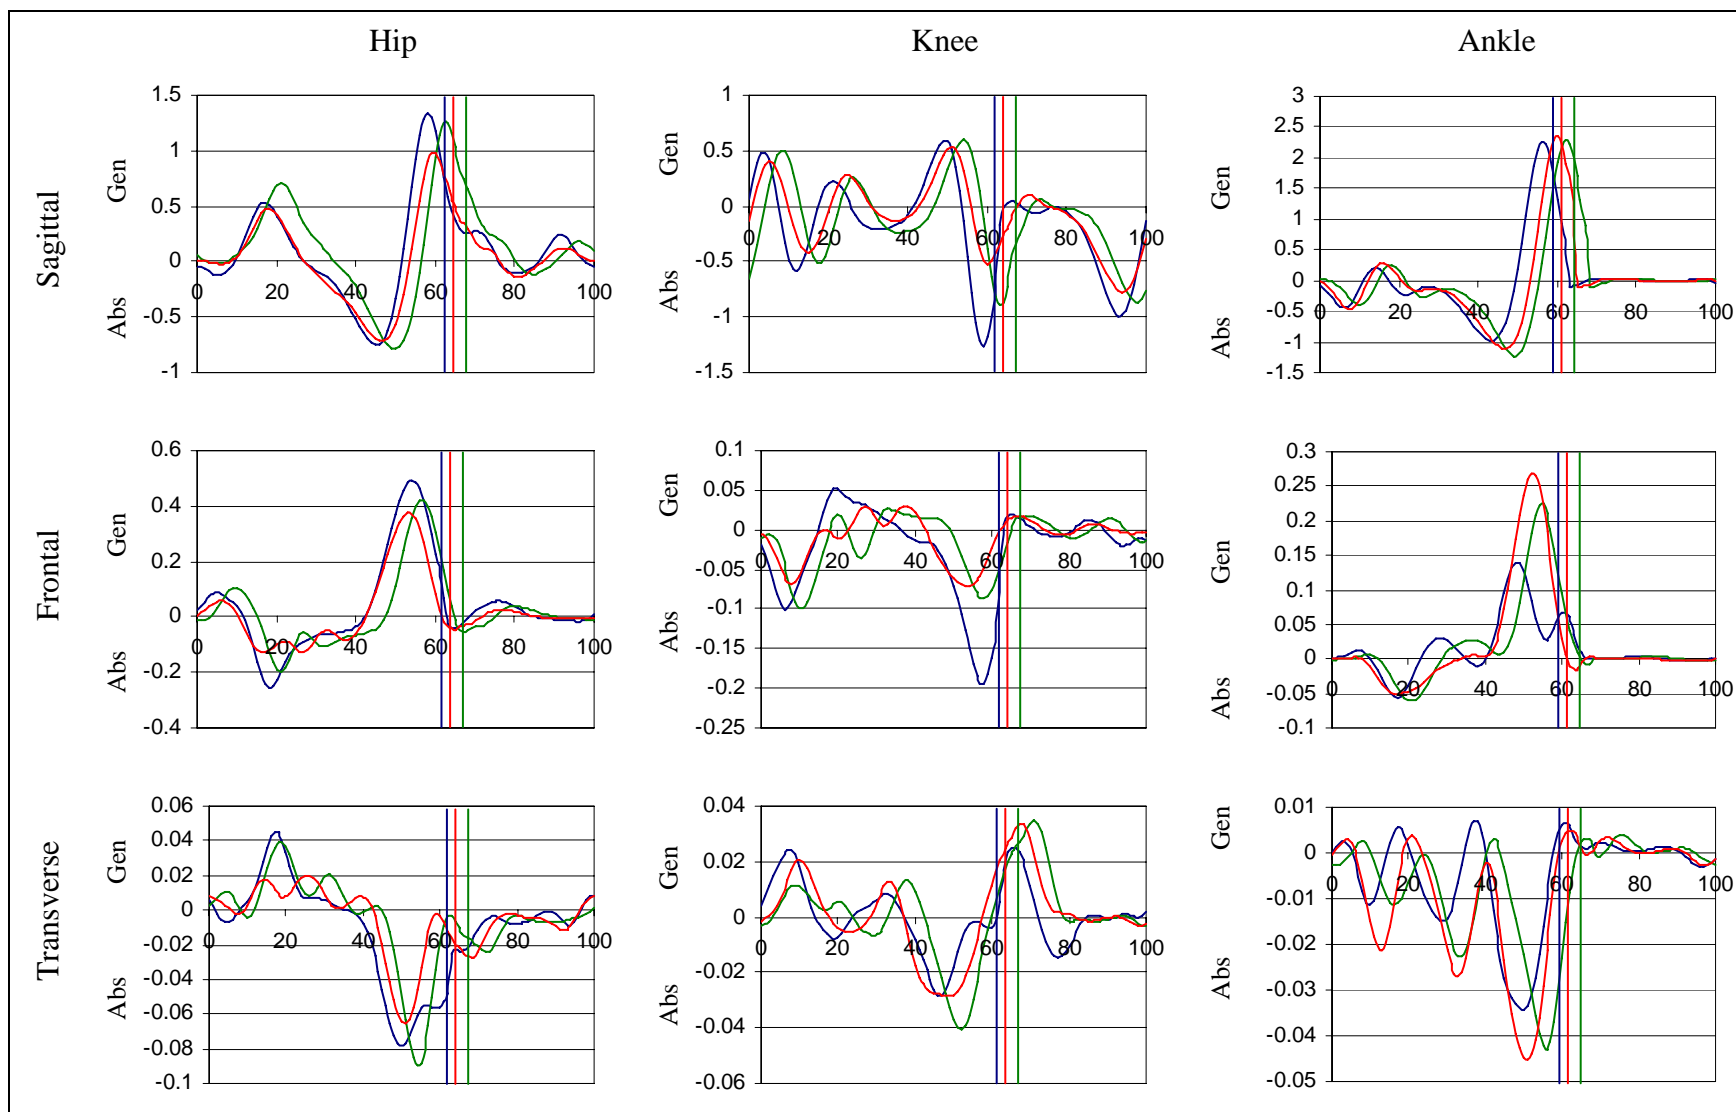 Hip Knee Ankle
Sagittal
Gen
Abs
1.5
1
0.5
0
-0.5
-1
0 20 40 60 80 100
Gen
Abs
1
0.5
0
-0.5
-1
-1.5
0 20 40 60 80 100
Gen
Abs
3
2.5
2
1.5
1
0.5
0
-0.5
-1
-1.5
0 20 40 60 80 100
Frontal
Gen
Abs
0.6
0.4
0.2
0
-0.2
-0.4
0 20 40 60 80 100
Gen
Abs
0.1
0.05
0
-0.05
-0.1
-0.15
-0.2
-0.25
0 20 40 60 80 100
Gen
Abs
0.3
0.25
0.2
0.15
0.1
0.05
0
-0.05
-0.1
0 20 40 60 80 100
Transverse
Gen
Abs
0.06
0.04
0.02
0
-0.02
-0.04
-0.06
-0.08
-0.1
0 20 40 60 80 100
Gen
Abs
0.04
0.02
0
-0.02
-0.04
-0.06
0 20 40 60 80 100
Gen
Abs
0.01
0
-0.01
-0.02
-0.03
-0.04
-0.05
0 20 40 60 80 100